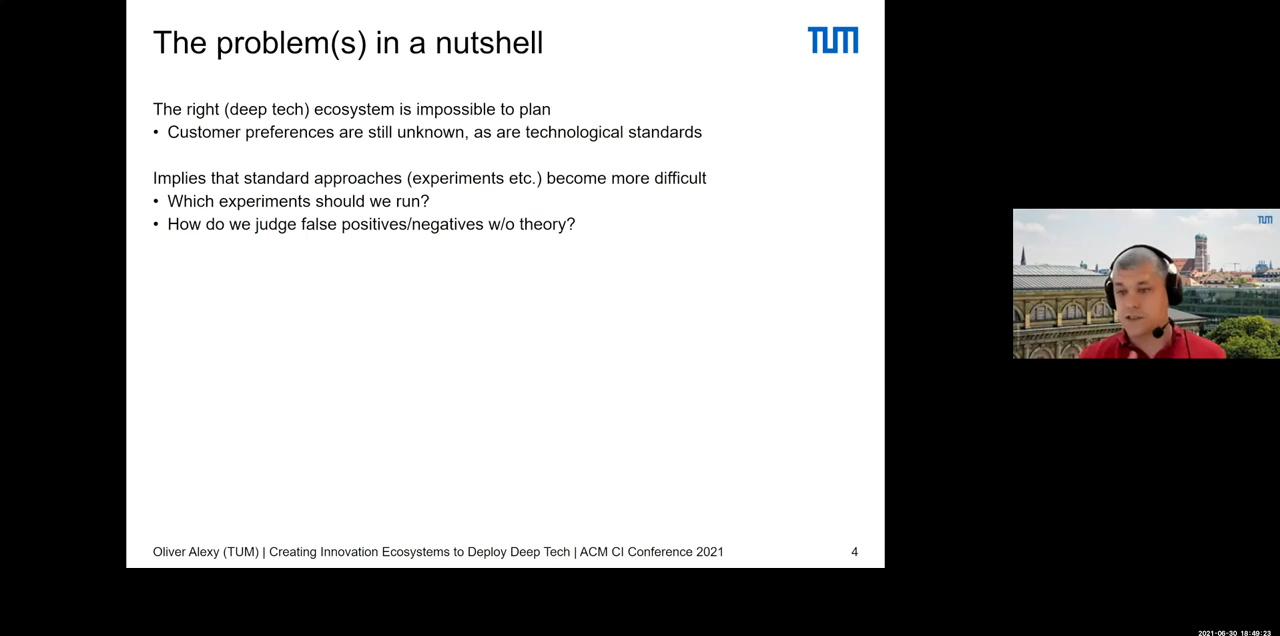 The problem(s) in a nutshell
TUM
The right (deep tech) ecosystem is impossible to plan
• Customer preferences are still unknown, as are technological standards
Implies that standard approaches (experiments etc.) become more difficult
• Which experiments should we run?
• How do we judge false positives/negatives w/o theory?
TUM
Oliver Alexy (TUM) | Creating Innovation Ecosystems to Deploy Deep Tech | ACM CI Conference 2021
4
2021-06-30 18:49:23